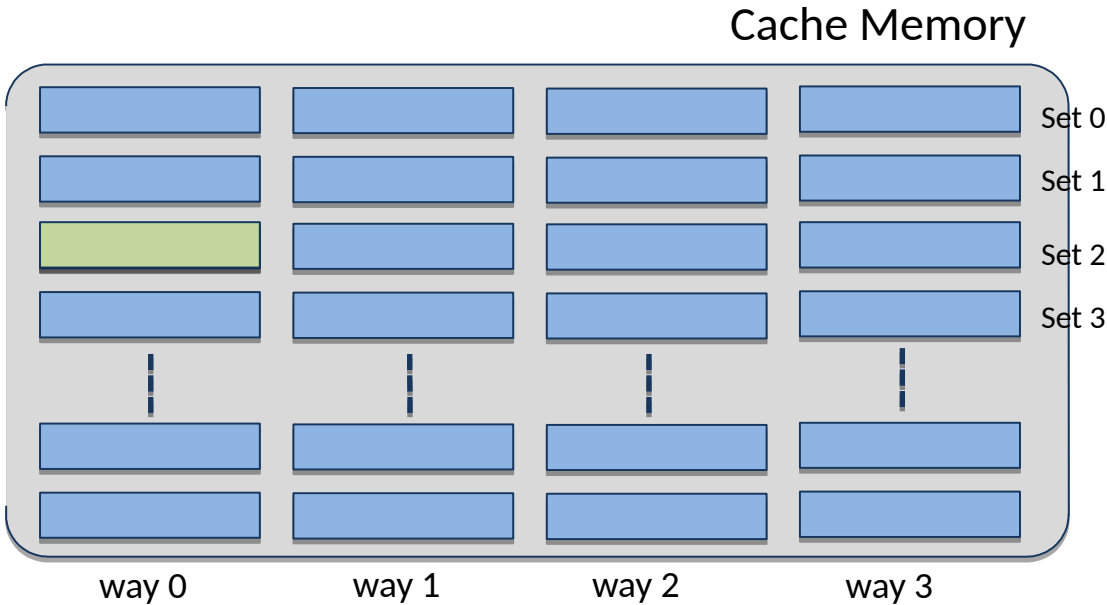 Cache Memory
Set 0
Set 1
Set 2
Set 3
way 0
way 1
way 2
way 3